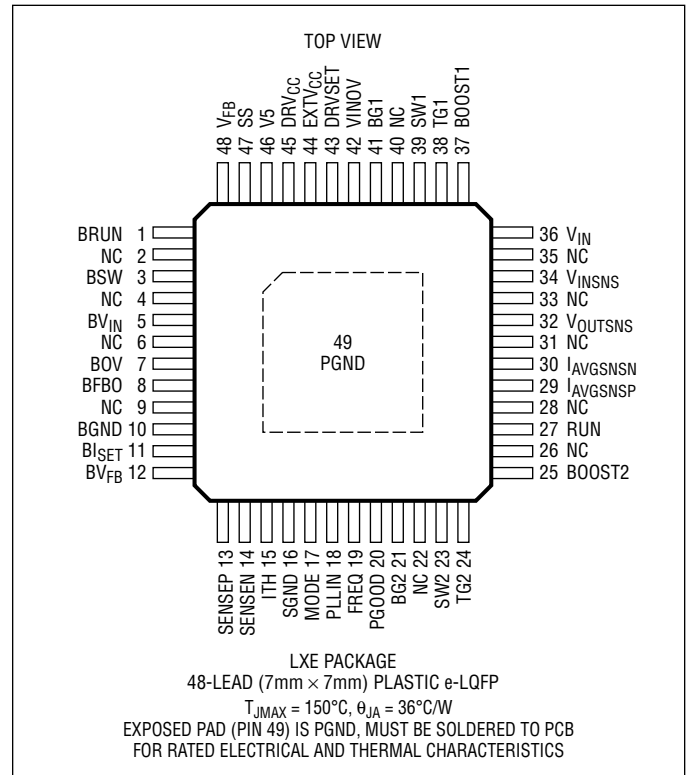 TOP VIEW
48 VFB
47 SS
46 V5
45 DRVCC
44 EXTVCC
43 DRVSET
42 VINOV
41 BG1
40 NC
39 SW1
38 TG1
37 BOOST1
BRUN 1
NC 2
BSW 3
NC 4
BVIN 5
NC 6
BOV 7
BFBO 8
NC 9
BGND 10
BISET 11
BVFB 12
36 VIN
35 NC
34 VINSNS
33 NC
32 VOUTSNS
31 NC
30 IAVGSNSN
29 IAVGSNSP
28 NC
27 RUN
26 NC
25 BOOST2
49
PGND
SENSEP 13
SENSEN 14
ITH 15
SGND 16
MODE 17
PLLIN 18
FREQ 19
PGOOD 20
BG2 21
NC 22
SW2 23
TG2 24
LXE PACKAGE
48-LEAD (7mm × 7mm) PLASTIC e-LQFP
TJMAX = 150°C, θJA = 36°C/W
EXPOSED PAD (PIN 49) IS PGND, MUST BE SOLDERED TO PCB
FOR RATED ELECTRICAL AND THERMAL CHARACTERISTICS